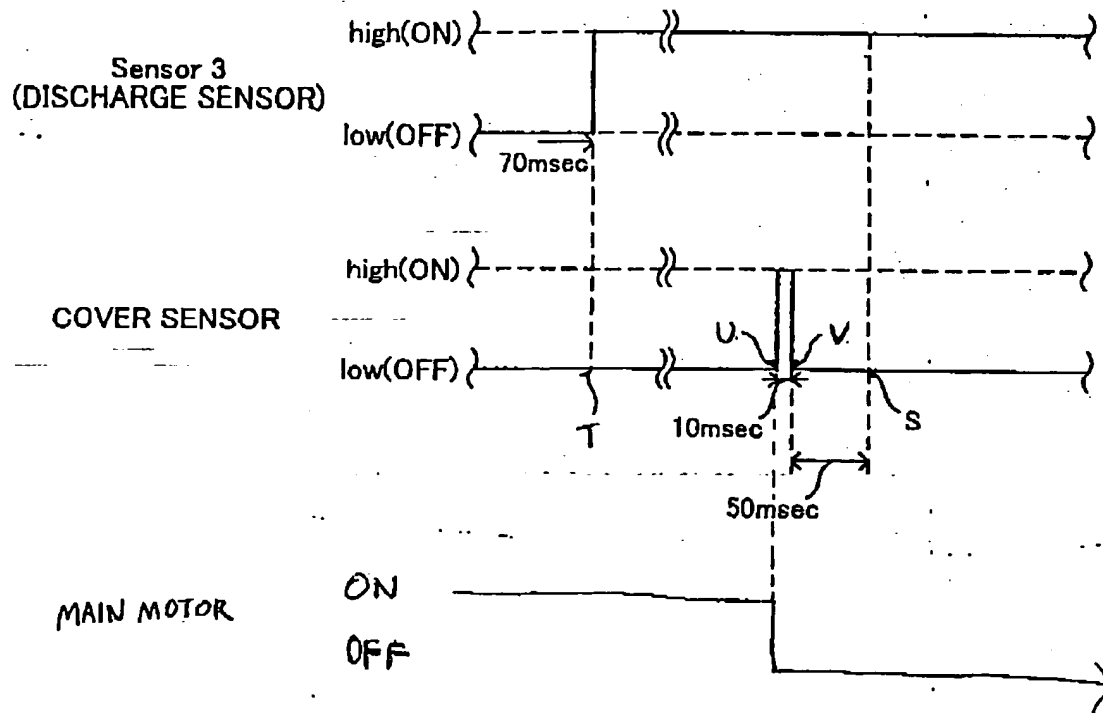 high(ON)
Sensor 3
(DISCHARGE SENSOR)
low(OFF)
70msec
high(ON)
COVER SENSOR
U.
V.
low(OFF)
T
10msec
S
50msec
MAIN MOTOR
ON
OFF